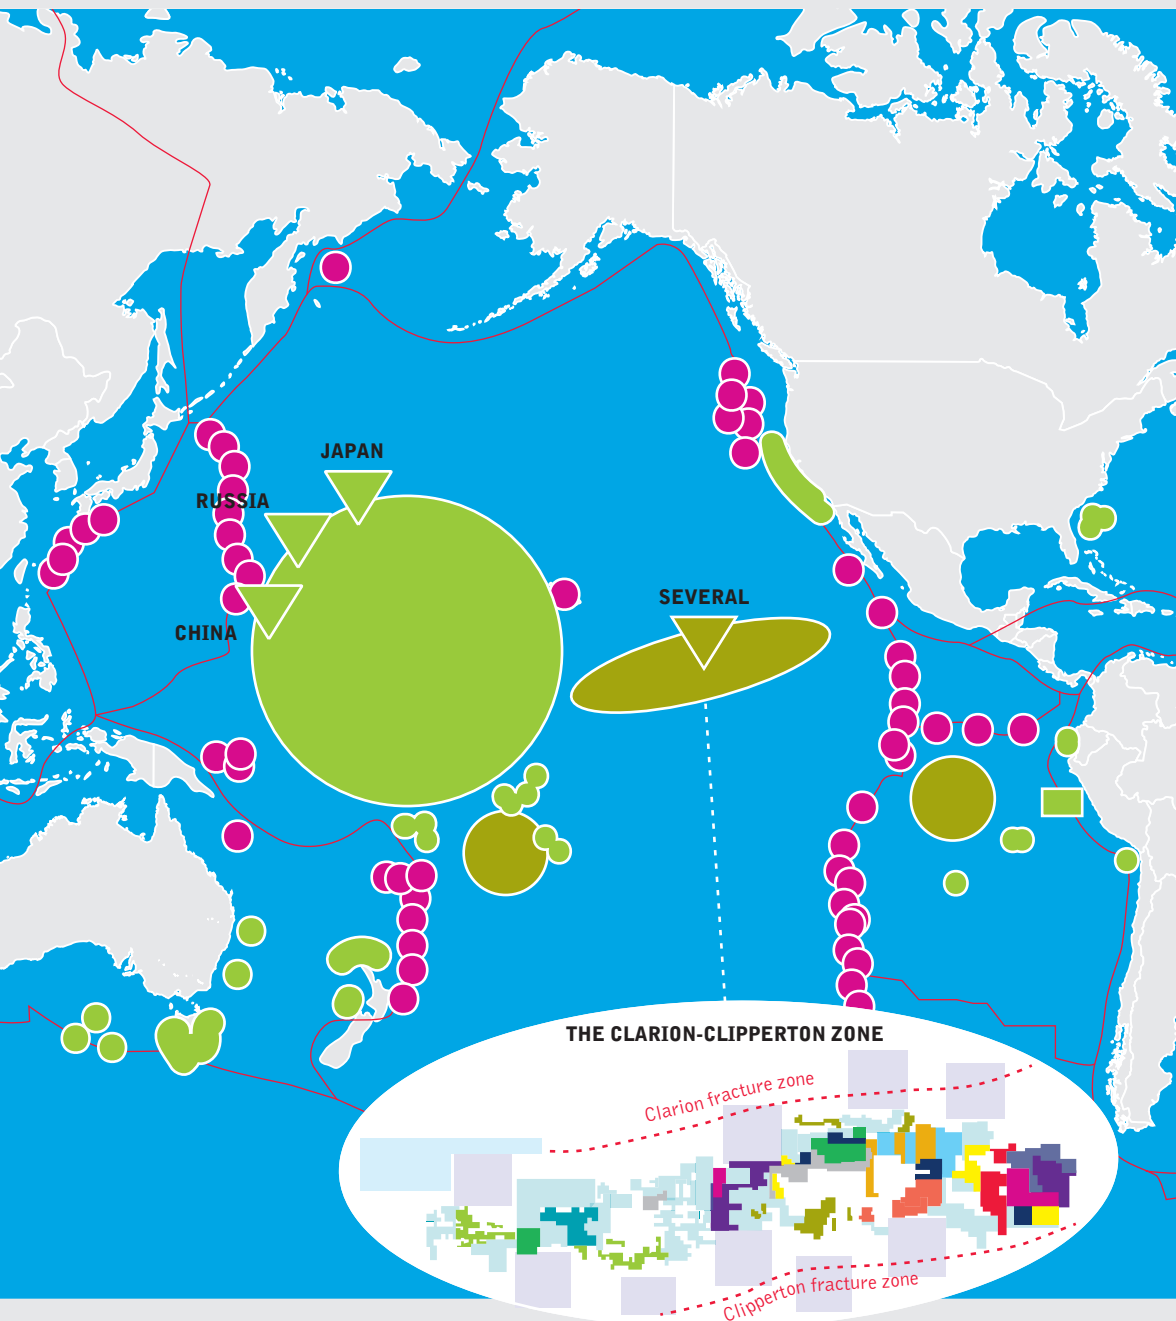 JAPAN
RUSSIA
SEVERAL
CHINA
THE CLARION-CLIPPERTON ZONE
Clarion fracture zone
Clipperton fracture zone